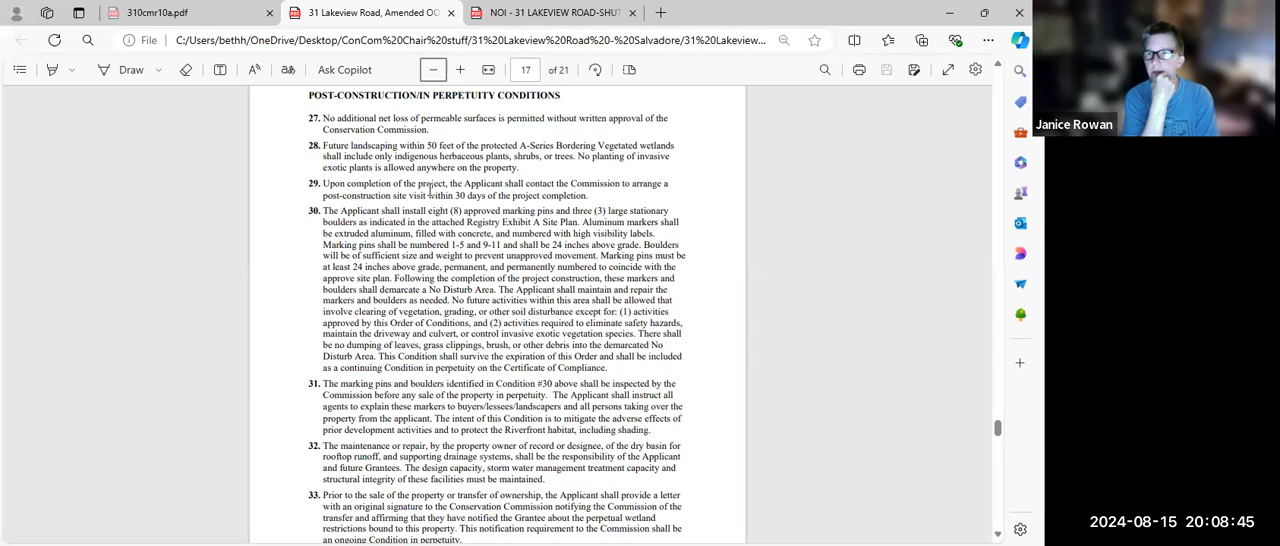 310cmr10a.pdf
31 Lakeview Road, Amended OO
NOI - 31 LAKEVIEW ROAD-SHUT
File
C:/Users/bethh/OneDrive/Desktop/ConCom%20Chair%20stuff/31%20Lakeview%20Road%20-%20Salvadore/31%20Lakeview...
Draw
Ask Copilot
17 of 21
POST-CONSTRUCTION/IN PERPETUITY CONDITIONS
27. No additional net loss of permeable surfaces is permitted without written approval of the
Conservation Commission.
28. Future landscaping within 50 feet of the protected A-Series Bordering Vegetated wetlands
shall include only indigenous herbaceous plants, shrubs, or trees. No planting of invasive
exotic plants is allowed anywhere on the property.
29. Upon completion of the project, the Applicant shall contact the Commission to arrange a
post-construction site visit within 30 days of the project completion.
30. The Applicant shall install eight (8) approved marking pins and three (3) large stationary
boulders as indicated in the attached Registry Exhibit A Site Plan. Aluminum markers shall
be extruded aluminum, filled with concrete, and numbered with high visibility labels.
Marking pins shall be numbered 1-5 and 9-11 and shall be 24 inches above grade. Boulders
will be of sufficient size and weight to prevent unapproved movement. Marking pins must be
at least 24 inches above grade, permanent, and permanently numbered to coincide with the
approve site plan. Following the completion of the project construction, these markers and
boulders shall demarcate a No Disturb Area. The Applicant shall maintain and repair the
markers and boulders as needed. No future activities within this area shall be allowed that
involve clearing of vegetation, grading, or other soil disturbance except for: (1) activities
approved by this Order of Conditions, and (2) activities required to eliminate safety hazards,
maintain the driveway and culvert, or control invasive exotic vegetation species. There shall
be no dumping of leaves, grass clippings, brush, or other debris into the demarcated No
Disturb Area. This Condition shall survive the expiration of this Order and shall be included
as a continuing Condition in perpetuity on the Certificate of Compliance.
31. The marking pins and boulders identified in Condition #30 above shall be inspected by the
Commission before any sale of the property in perpetuity. The Applicant shall instruct all
agents to explain these markers to buyers/lessees/landscapers and all persons taking over the
property from the applicant. The intent of this Condition is to mitigate the adverse effects of
prior development activities and to protect the Riverfront habitat, including shading.
32. The maintenance or repair, by the property owner of record or designee, of the dry basin for
rooftop runoff, and supporting drainage systems, shall be the responsibility of the Applicant
and future Grantees. The design capacity, storm water management treatment capacity and
structural integrity of these facilities must be maintained.
33. Prior to the sale of the property or transfer of ownership, the Applicant shall provide a letter
with an original signature to the Conservation Commission notifying the Commission of the
transfer and affirming that they have notified the Grantee about the perpetual wetland
restrictions bound to this property. This notification requirement to the Commission shall be
an ongoing Condition in perpetuity.
Janice Rowan
2024-08-15 20:08:45